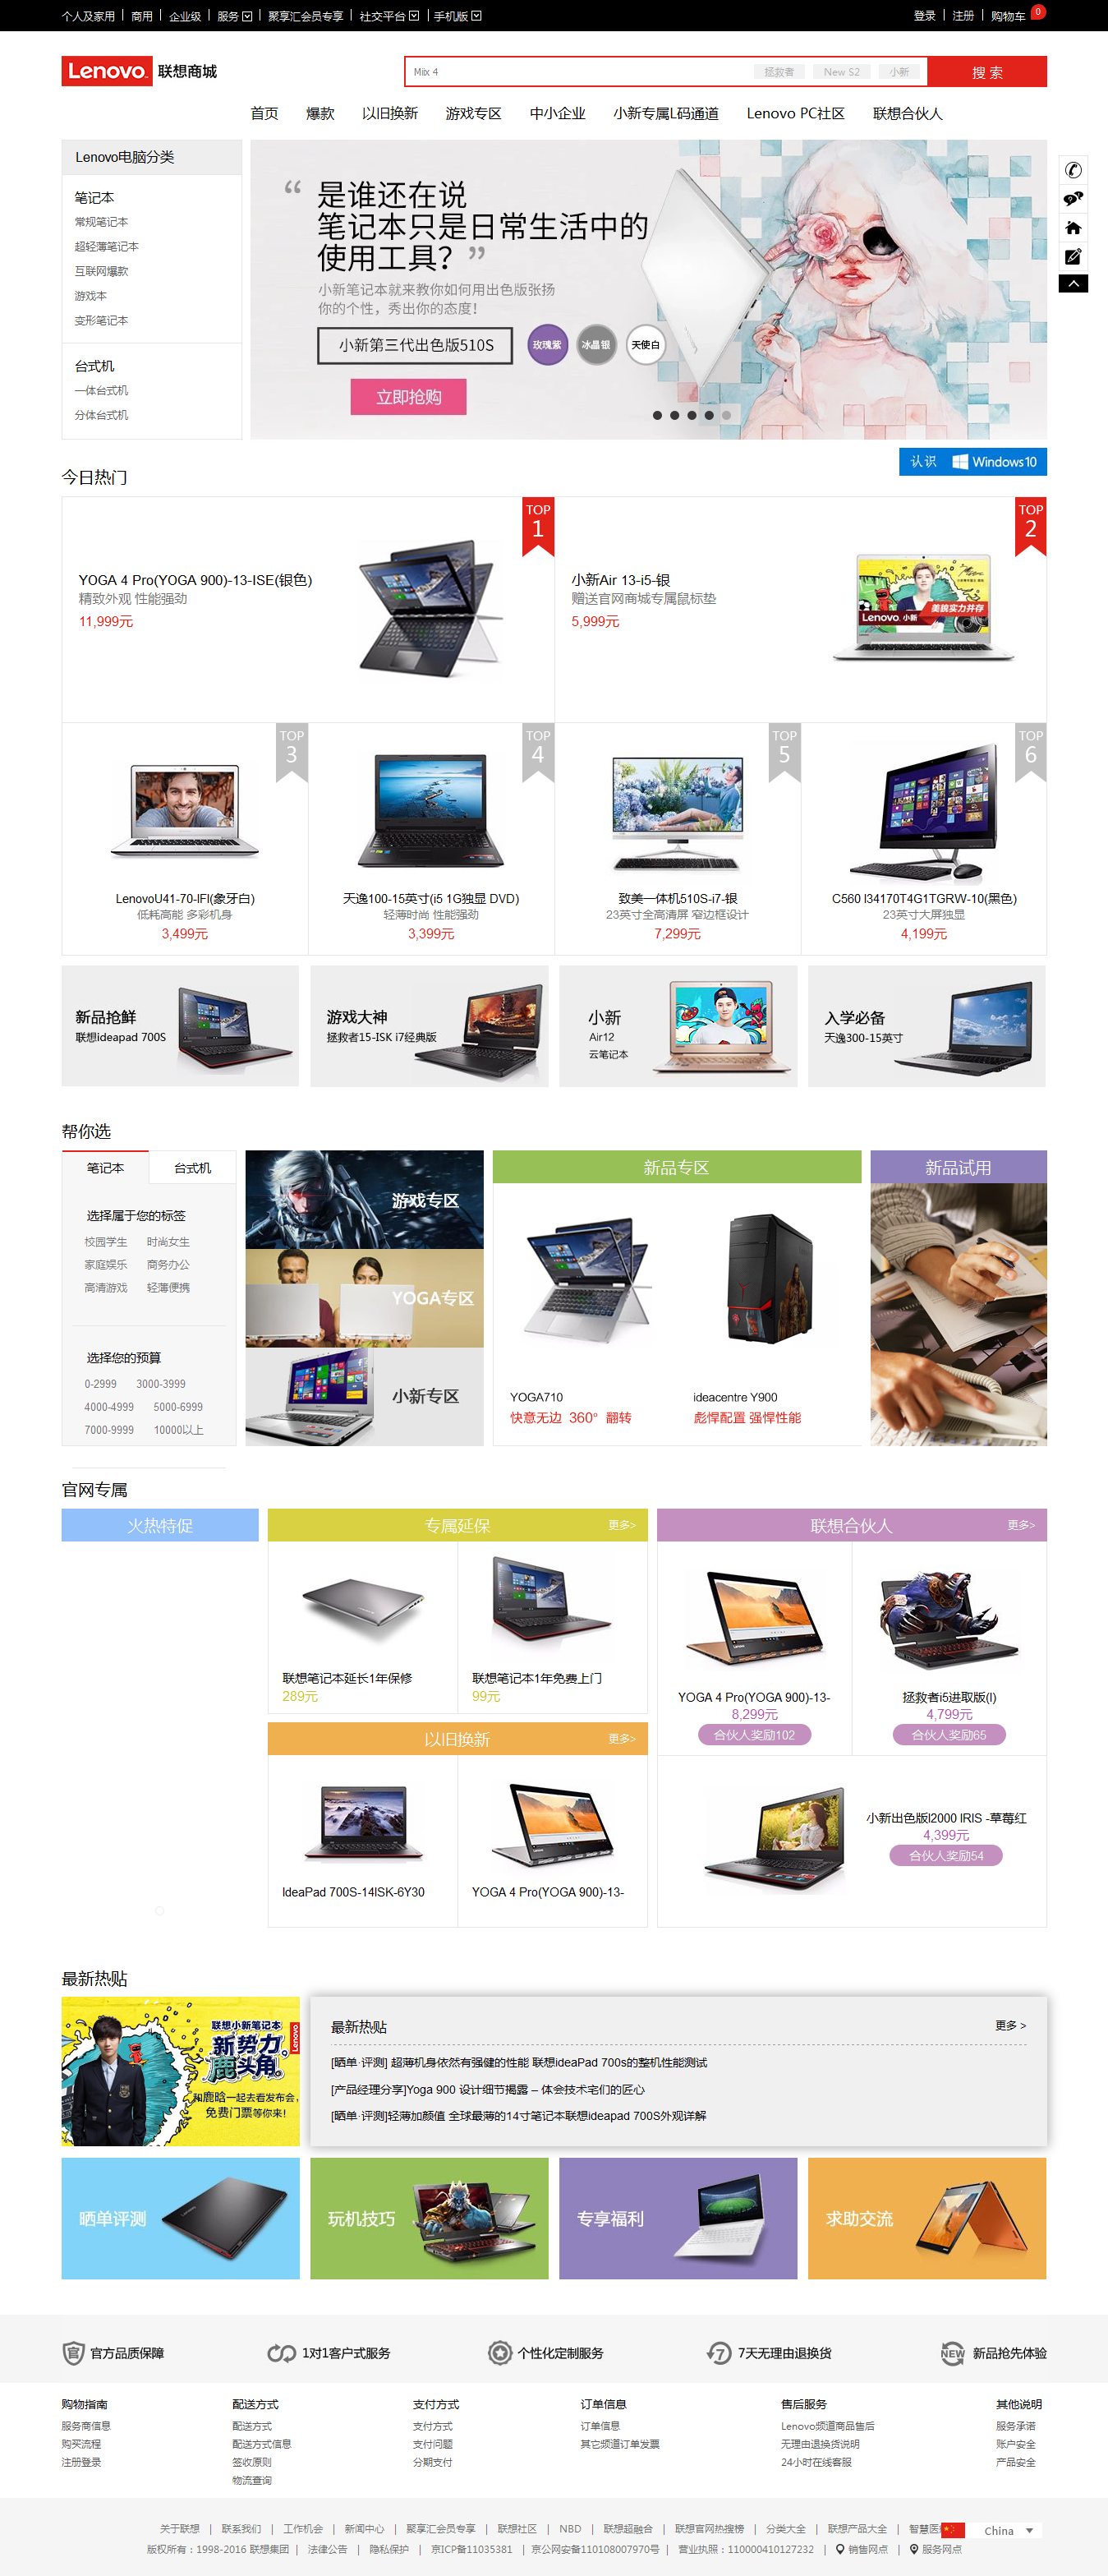 个人及家用 | 商用 | 企业级 | 服务 | 聚享汇会员专享 | 社交平台 | 手机版
登录 | 注册 | 购物车 0
Lenovo 联想商城
Mix 4 拯救者 New S2 小新 搜 索
首页 爆款 以旧换新 游戏专区 中小企业 小新专属L码通道 Lenovo PC社区 联想合伙人
Lenovo电脑分类
笔记本
常规笔记本
超轻薄笔记本
互联网爆款
游戏本
变形笔记本
台式机
一体台式机
分体台式机
“ 是谁还在说
笔记本只是日常生活中的
使用工具？”
小新笔记本就来教你如何用出色版张扬
你的个性，秀出你的态度！
小新第三代出色版510S 玫瑰紫 冰晶银 天使白
立即抢购
认识 Windows10
今日热门
TOP 1
YOGA 4 Pro(YOGA 900)-13-ISE(银色)
精致外观 性能强劲
11,999元
TOP 2
小新Air 13-i5-银
赠送官网商城专属鼠标垫
5,999元
美貌实力并存
Lenovo. 小新
TOP 3
LenovoU41-70-IFI(象牙白)
低耗高能 多彩机身
3,499元
TOP 4
天逸100-15英寸(i5 1G独显 DVD)
轻薄时尚 性能强劲
3,399元
TOP 5
致美一体机510S-i7-银
23英寸全高清屏 窄边框设计
7,299元
TOP 6
C560 I34170T4G1TGRW-10(黑色)
23英寸大屏独显
4,199元
新品抢鲜
联想ideapad 700S
游戏大神
拯救者15-ISK i7经典版
小新
Air12
云笔记本
入学必备
天逸300-15英寸
帮你选
笔记本 台式机
选择属于您的标签
校园学生 时尚女生
家庭娱乐 商务办公
高清游戏 轻薄便携
选择您的预算
0-2999 3000-3999
4000-4999 5000-6999
7000-9999 10000以上
游戏专区
YOGA专区
小新专区
新品专区
YOGA710
快意无边 360° 翻转
ideacentre Y900
彪悍配置 强悍性能
新品试用
官网专属
火热特促
专属延保 更多>
联想笔记本延长1年保修
289元
联想笔记本1年免费上门
99元
以旧换新 更多>
IdeaPad 700S-14ISK-6Y30
YOGA 4 Pro(YOGA 900)-13-
联想合伙人 更多>
YOGA 4 Pro(YOGA 900)-13-
8,299元
合伙人奖励102
拯救者i5进取版(I)
4,799元
合伙人奖励65
小新出色版I2000 IRIS -草莓红
4,399元
合伙人奖励54
最新热贴
联想小新笔记本
新势力,
鹿头角。
Lenovo
和鹿晗一起去看发布会,
免费门票等你来!
最新热贴 更多 >
[晒单·评测] 超薄机身依然有强健的性能 联想ideaPad 700s的整机性能测试
[产品经理分享]Yoga 900 设计细节揭露 – 体会技术宅们的匠心
[晒单·评测]轻薄加颜值 全球最薄的14寸笔记本联想ideapad 700S外观详解
晒单评测
玩机技巧
专享福利
求助交流
官 官方品质保障
1对1客户式服务
个性化定制服务
7 7天无理由退换货
NEW 新品抢先体验
购物指南
服务商信息
购买流程
注册登录
配送方式
配送方式
配送方式信息
签收原则
物流查询
支付方式
支付方式
支付问题
分期支付
订单信息
订单信息
其它频道订单发票
售后服务
Lenovo频道商品售后
无理由退换货说明
24小时在线客服
其他说明
服务承诺
账户安全
产品安全
关于联想 | 联系我们 | 工作机会 | 新闻中心 | 聚享汇会员专享 | 联想社区 | NBD | 联想超融合 | 联想官网热搜榜 | 分类大全 | 联想产品大全 | 智慧医
China
版权所有：1998-2016 联想集团 | 法律公告 | 隐私保护 | 京ICP备11035381 | 京公网安备110108007970号 | 营业执照：110000410127232 | 销售网点 | 服务网点